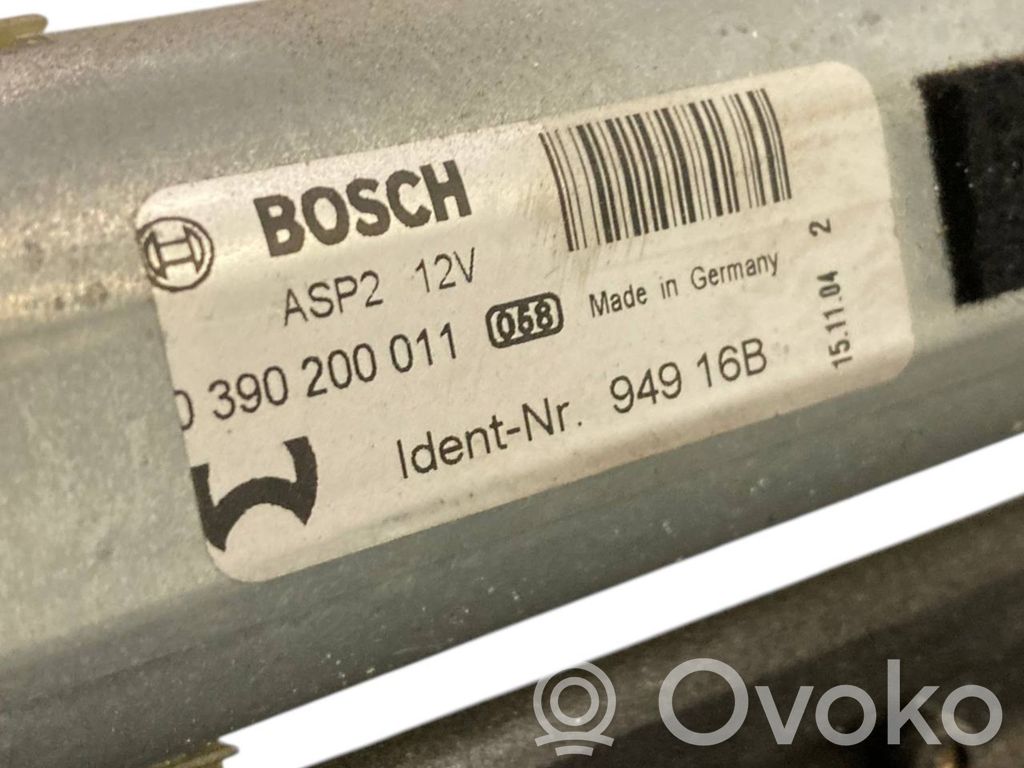 BOSCH
ASP2 12V
0 390 200 011 068 Made in Germany
Ident-Nr. 949 16B
15.11.04 2
Ovoko